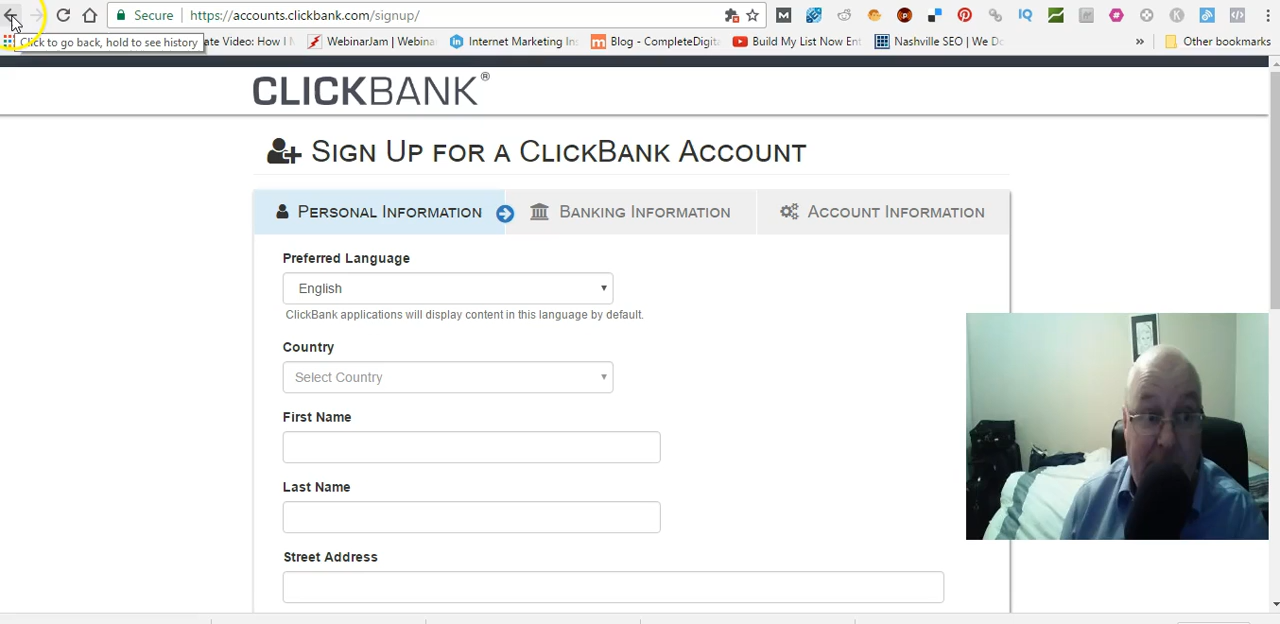 Secure https://accounts.clickbank.com/signup/
Click to go back, hold to see history
ate Video: How I
WebinarJam | Webina
Internet Marketing In
Blog - CompleteDigita
Build My List Now Ent
Nashville SEO | We Do
» Other bookmarks
CLICKBANK®
Sign Up for a ClickBank Account
Personal Information
Banking Information
Account Information
Preferred Language
English
ClickBank applications will display content in this language by default.
Country
Select Country
First Name
Last Name
Street Address